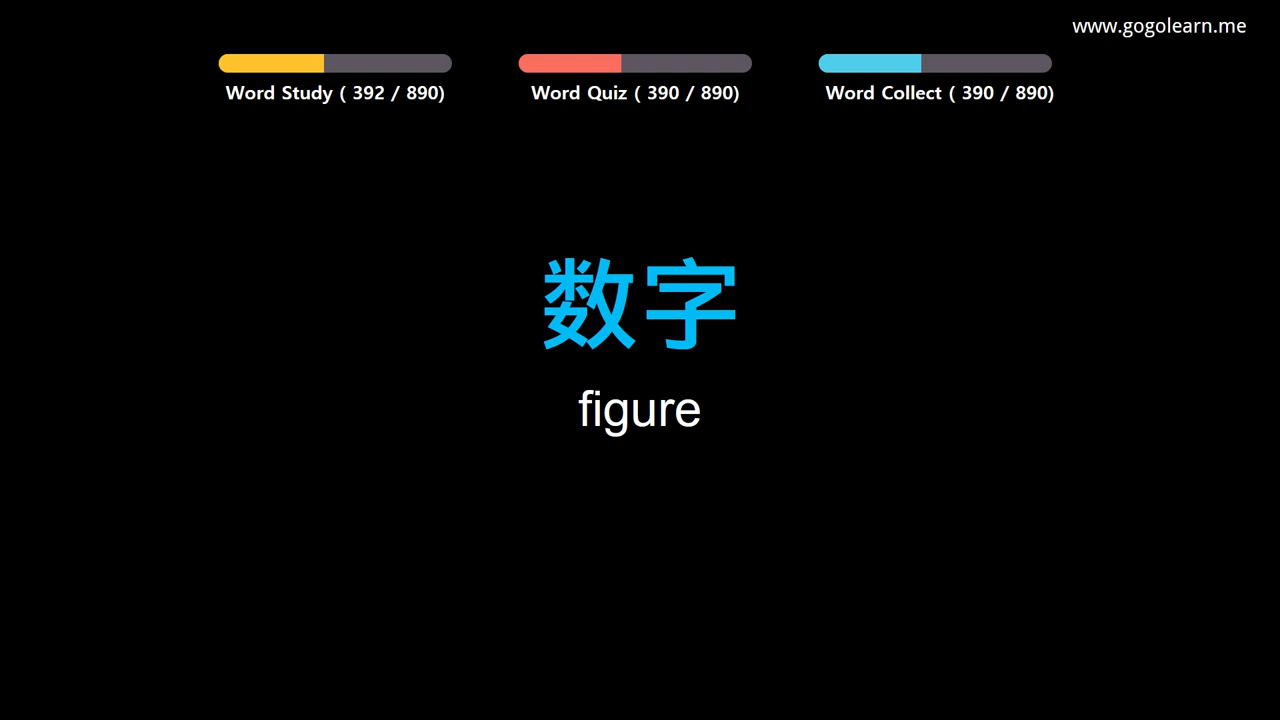 www.gogolearn.me
Word Study ( 392 / 890) Word Quiz ( 390 / 890) Word Collect ( 390 / 890)
数字
figure